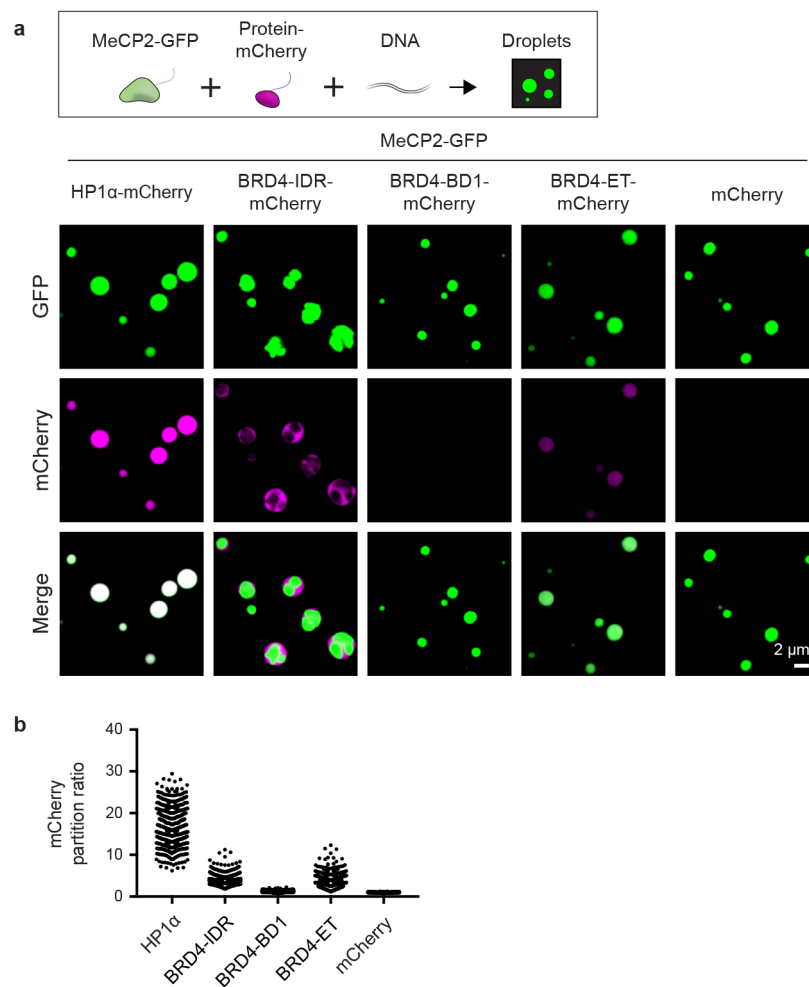 a
MeCP2-GFP
Protein-
mCherry
DNA
Droplets
MeCP2-GFP
HP1α-mCherry
BRD4-IDR-
mCherry
BRD4-BD1-
mCherry
BRD4-ET-
mCherry
mCherry
GFP
mCherry
Merge
2 μm
b
mCherry
partition ratio
40
30
20
10
0
HP1α
BRD4-IDR
BRD4-BD1
BRD4-ET
mCherry